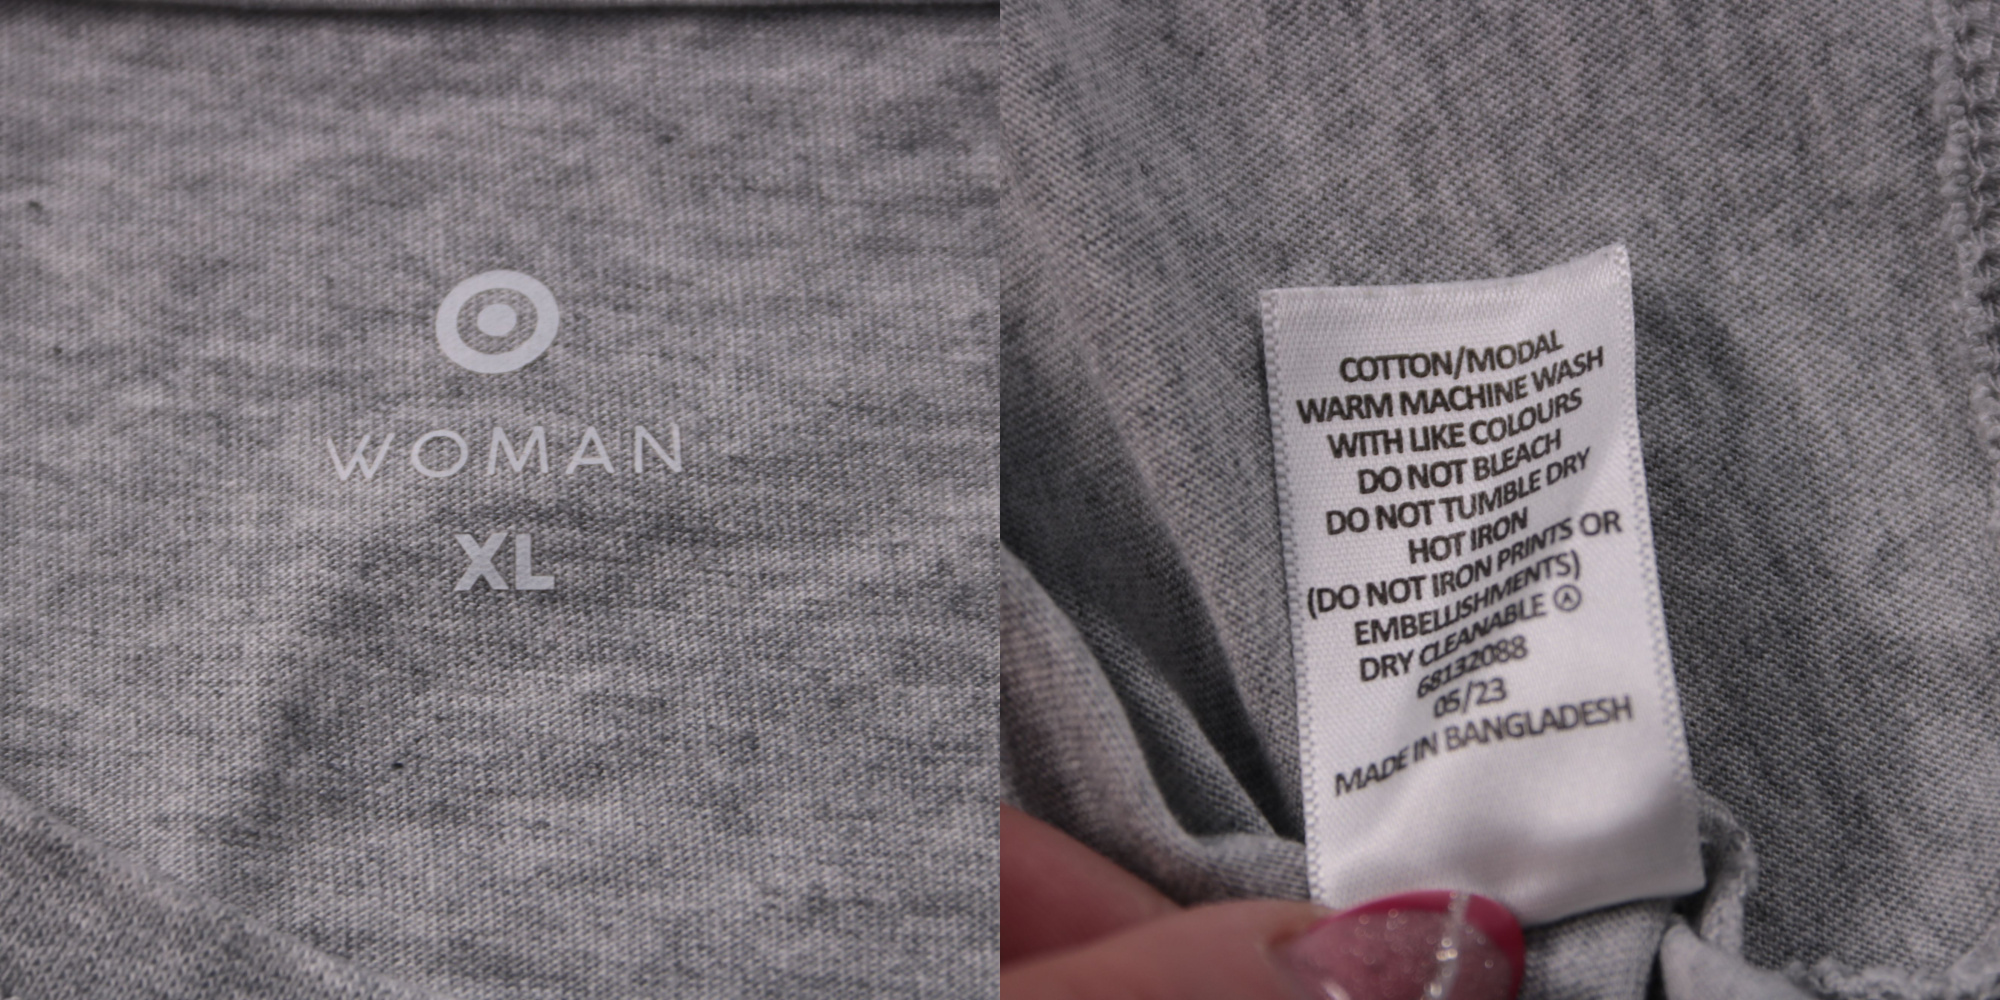 WOMAN
XL
COTTON/MODAL
WARM MACHINE WASH
WITH LIKE COLOURS
DO NOT BLEACH
DO NOT TUMBLE DRY
HOT IRON
(DO NOT IRON PRINTS OR
EMBELLISHMENTS)
DRY CLEANABLE Ⓐ
68132088
05/23
MADE IN BANGLADESH